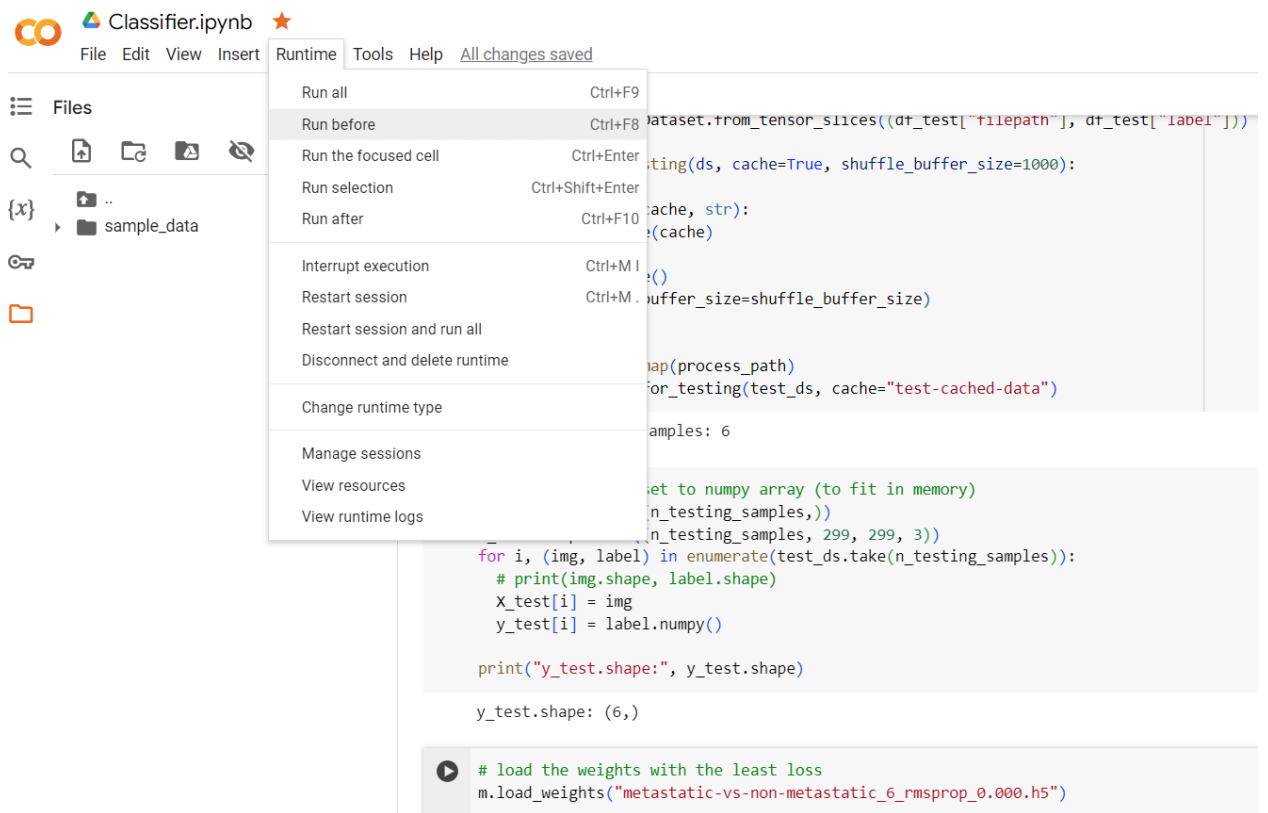 CO Classifier.ipynb
File Edit View Insert Runtime Tools Help All changes saved
Files
..
sample_data
{x}
Run all Ctrl+F9
Run before Ctrl+F8
Run the focused cell Ctrl+Enter
Run selection Ctrl+Shift+Enter
Run after Ctrl+F10
Interrupt execution Ctrl+M I
Restart session Ctrl+M .
Restart session and run all
Disconnect and delete runtime
Change runtime type
Manage sessions
View resources
View runtime logs
Dataset.from_tensor_slices((df_test["filepath"], df_test["label"]))
sting(ds, cache=True, shuffle_buffer_size=1000):
cache, str):
e(cache)
e()
buffer_size=shuffle_buffer_size)
map(process_path)
for_testing(test_ds, cache="test-cached-data")
amples: 6
set to numpy array (to fit in memory)
(n_testing_samples,))
(n_testing_samples, 299, 299, 3))
for i, (img, label) in enumerate(test_ds.take(n_testing_samples)):
# print(img.shape, label.shape)
X_test[i] = img
y_test[i] = label.numpy()
print("y_test.shape:", y_test.shape)
y_test.shape: (6,)
# load the weights with the least loss
m.load_weights("metastatic-vs-non-metastatic_6_rmsprop_0.000.h5")